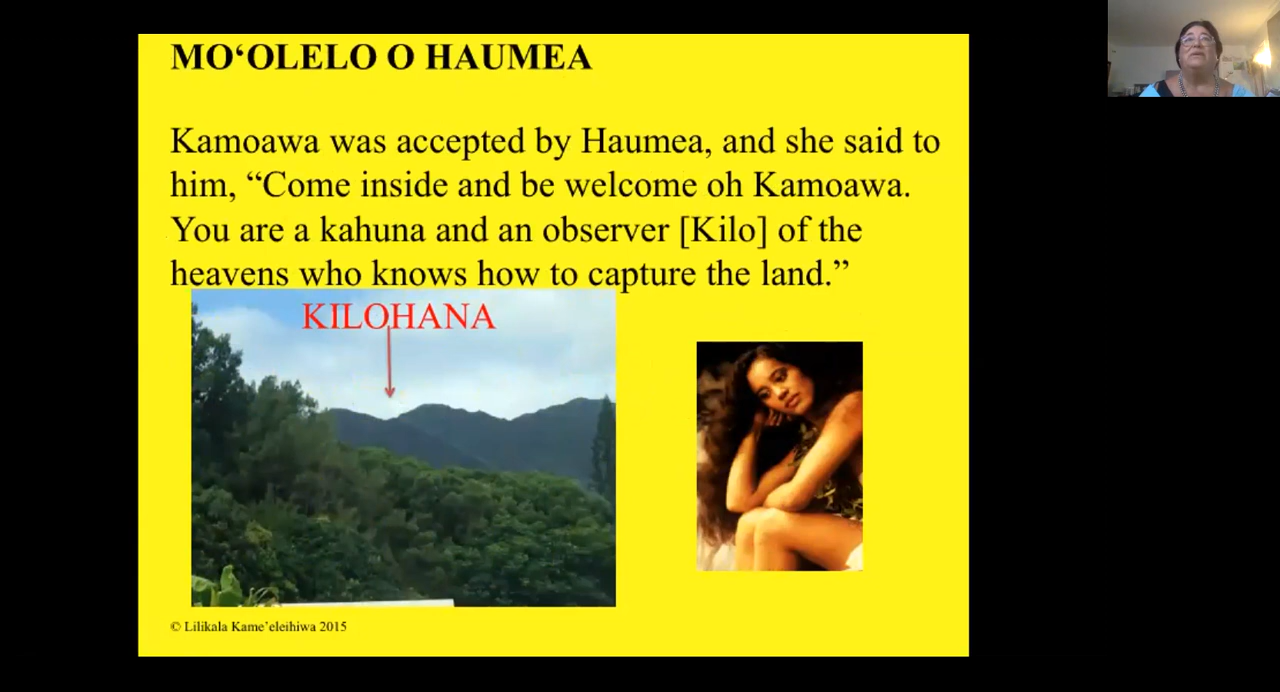 MO‘OLELO O HAUMEA
Kamoawa was accepted by Haumea, and she said to
him, “Come inside and be welcome oh Kamoawa.
You are a kahuna and an observer [Kilo] of the
heavens who knows how to capture the land.”
KILOHANA
© Lilikala Kame’eleihiwa 2015